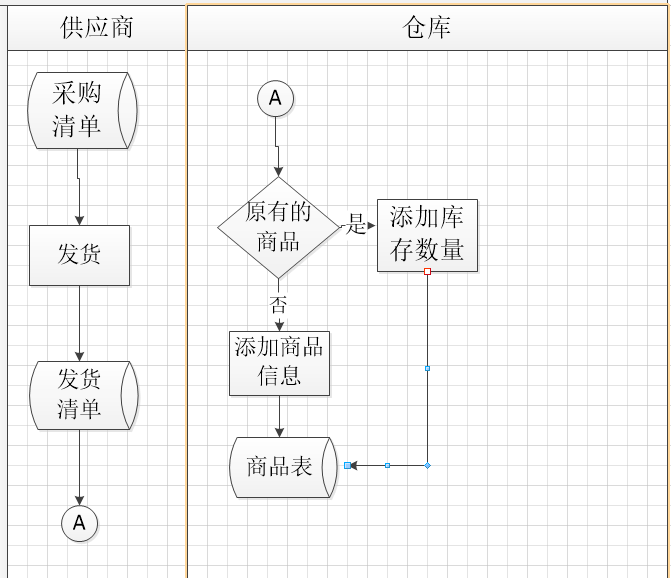 供应商
采购
清单
发货
发货
清单
A
仓库
A
原有的
商品
是
添加库
存数量
否
添加商品
信息
商品表